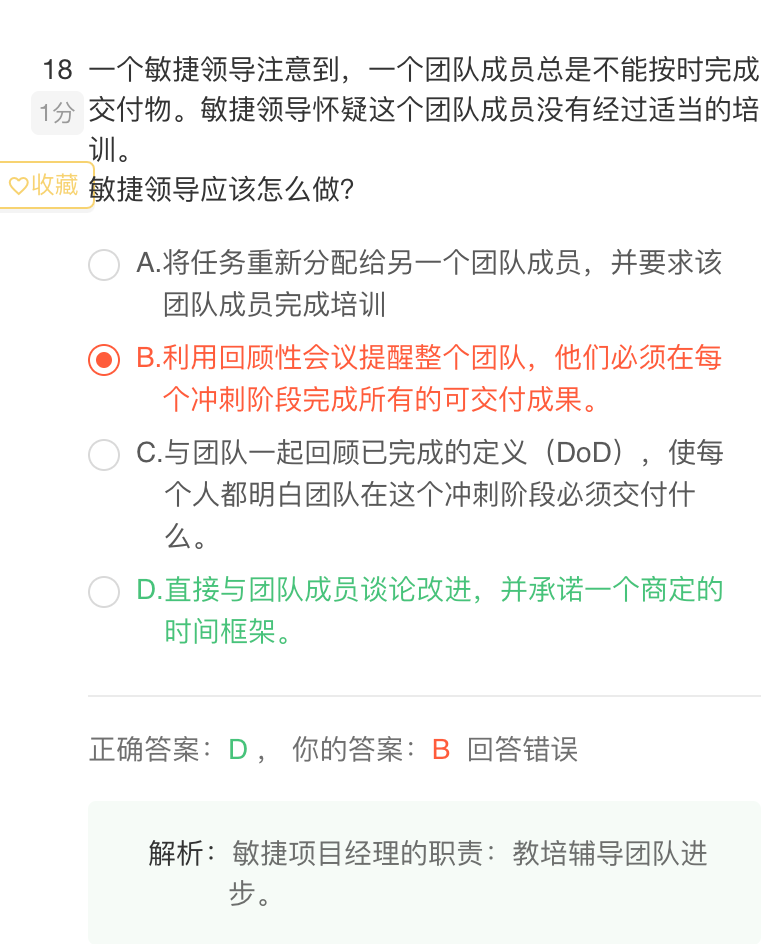 18 一个敏捷领导注意到，一个团队成员总是不能按时完成
1分 交付物。敏捷领导怀疑这个团队成员没有经过适当的培
训。
收藏 敏捷领导应该怎么做?
A.将任务重新分配给另一个团队成员，并要求该
团队成员完成培训
B.利用回顾性会议提醒整个团队，他们必须在每
个冲刺阶段完成所有的可交付成果。
C.与团队一起回顾已完成的定义（DoD），使每
个人都明白团队在这个冲刺阶段必须交付什
么。
D.直接与团队成员谈论改进，并承诺一个商定的
时间框架。
正确答案：D ， 你的答案：B 回答错误
解析：敏捷项目经理的职责：教培辅导团队进
步。